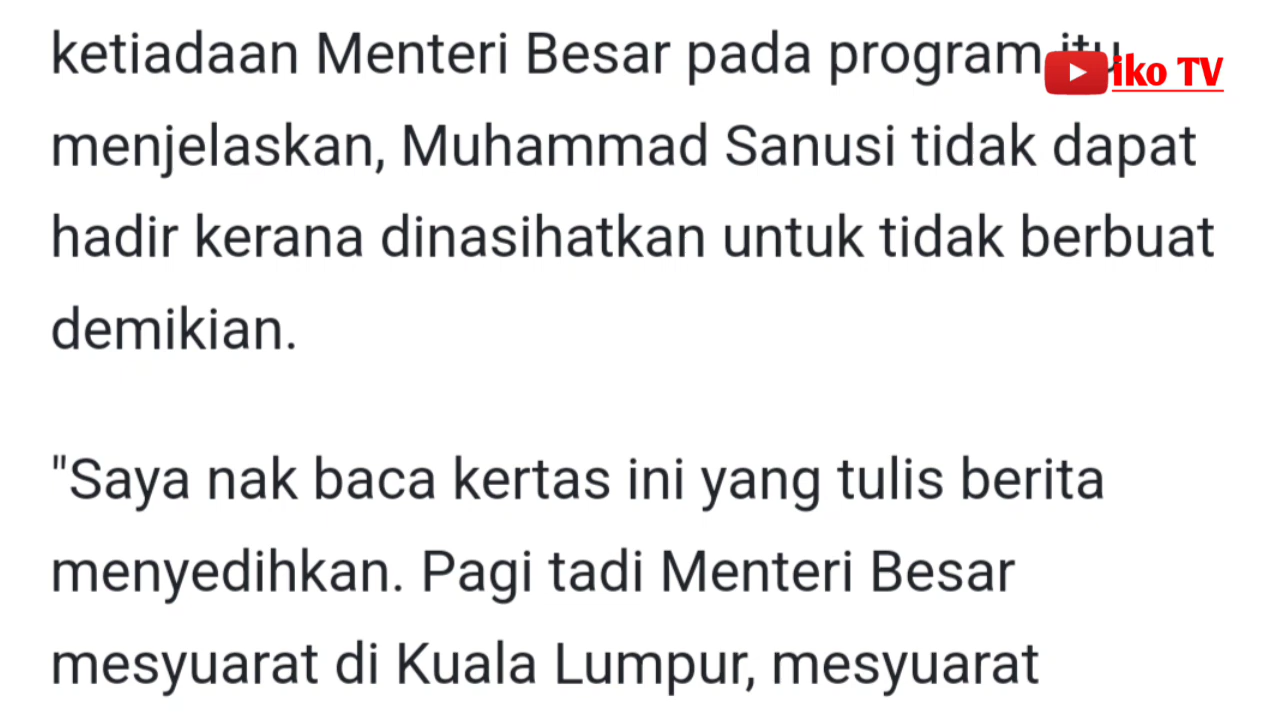 ketiadaan Menteri Besar pada program itu
iko TV
menjelaskan, Muhammad Sanusi tidak dapat
hadir kerana dinasihatkan untuk tidak berbuat
demikian.
"Saya nak baca kertas ini yang tulis berita
menyedihkan. Pagi tadi Menteri Besar
mesyuarat di Kuala Lumpur, mesyuarat